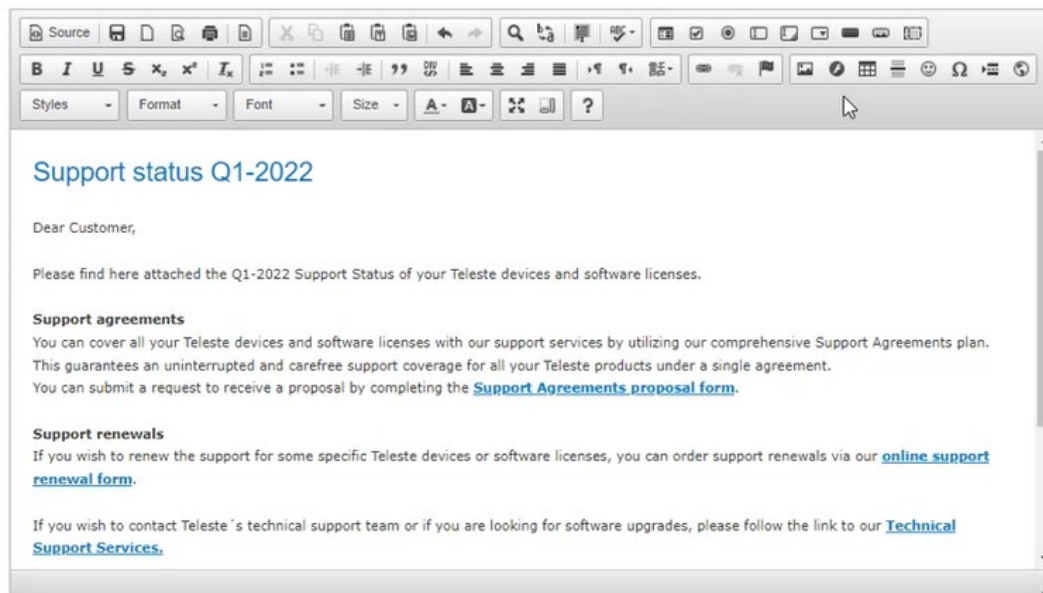 Source
B I U S x₂ x² Iₓ
Styles Format Font Size A A ?
Support status Q1-2022
Dear Customer,
Please find here attached the Q1-2022 Support Status of your Teleste devices and software licenses.
Support agreements
You can cover all your Teleste devices and software licenses with our support services by utilizing our comprehensive Support Agreements plan.
This guarantees an uninterrupted and carefree support coverage for all your Teleste products under a single agreement.
You can submit a request to receive a proposal by completing the Support Agreements proposal form.
Support renewals
If you wish to renew the support for some specific Teleste devices or software licenses, you can order support renewals via our online support
renewal form.
If you wish to contact Teleste´s technical support team or if you are looking for software upgrades, please follow the link to our Technical
Support Services.